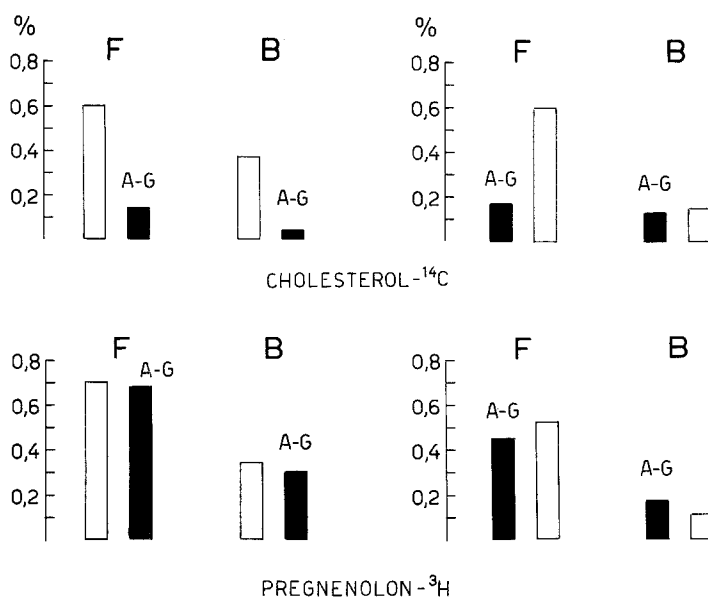 %
F B
0,8
0,6
0,4
0,2
A-G
A-G
%
F B
0,8
0,6
0,4
0,2
A-G A-G
CHOLESTEROL-¹⁴C
F B
0,8
0,6
0,4
0,2
A-G
A-G
F B
0,8
0,6
0,4
0,2
A-G
A-G
PREGNENOLON-³H